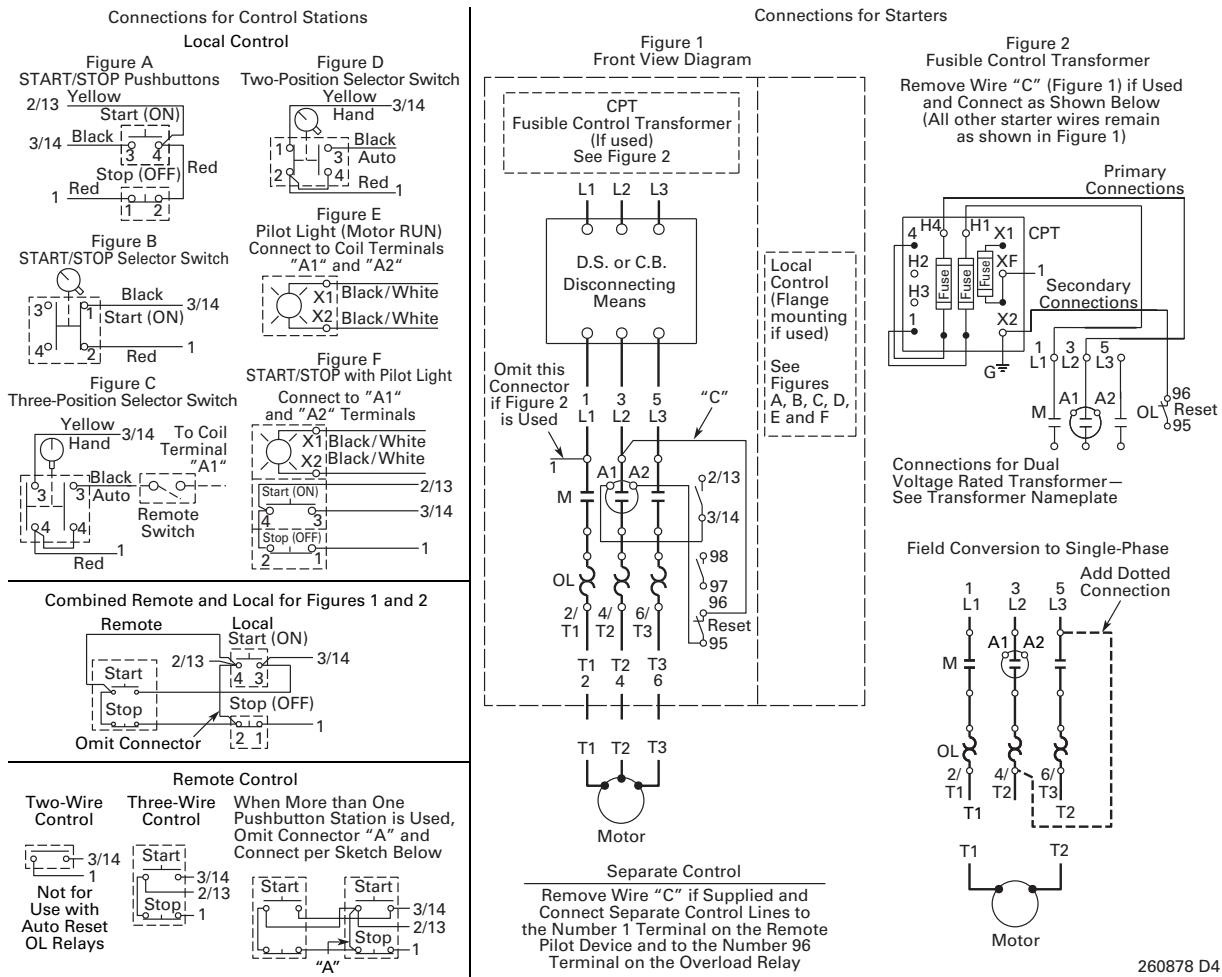 Connections for Control Stations
Local Control
Figure A
START/STOP Pushbuttons
2/13
Yellow
Start (ON)
3/14
Black
3 4
Red
Stop (OFF)
1
Red
1 2
Figure B
START/STOP Selector Switch
3
1
Black
3/14
Start (ON)
4
2
Red
1
Figure C
Three-Position Selector Switch
Yellow
3/14
Hand
To Coil
Terminal
"A1"
3
3
Black
Auto
4
4
Remote
Switch
Red
1
Figure D
Two-Position Selector Switch
Yellow
3/14
Hand
1
3
Black
Auto
2
4
Red
1
Figure E
Pilot Light (Motor RUN)
Connect to Coil Terminals
"A1" and "A2"
X1
Black/White
X2
Black/White
Figure F
START/STOP with Pilot Light
Connect to "A1"
and "A2" Terminals
X1
Black/White
X2
Black/White
Start (ON)
2/13
4
3
3/14
Stop (OFF)
2
1
1
Combined Remote and Local for Figures 1 and 2
Remote
Local
Start (ON)
2/13
3/14
Start
4 3
Stop
Stop (OFF)
1
2 1
Omit Connector
Remote Control
Two-Wire
Control
3/14
1
Not for
Use with
Auto Reset
OL Relays
Three-Wire
Control
Start
3/14
2/13
Stop
1
When More than One
Pushbutton Station is Used,
Omit Connector “A” and
Connect per Sketch Below
Start
Start
3/14
2/13
Stop
1
“A”
Connections for Starters
Figure 1
Front View Diagram
CPT
Fusible Control Transformer
(If used)
See Figure 2
L1 L2 L3
D.S. or C.B.
Disconnecting
Means
Local
Control
(Flange
mounting
if used)
See
Figures
A, B, C, D,
E and F
Omit this
Connector
if Figure 2
is Used
1 3 5
L1 L2 L3
“C”
1
A1 A2
2/13
M
3/14
98
OL
97
2/ 4/ 6/
T1 T2 T3
96
Reset
95
T1 T2 T3
2 4 6
T1 T2 T3
Motor
Separate Control
Remove Wire “C” if Supplied and
Connect Separate Control Lines to
the Number 1 Terminal on the Remote
Pilot Device and to the Number 96
Terminal on the Overload Relay
Figure 2
Fusible Control Transformer
Remove Wire “C” (Figure 1) if Used
and Connect as Shown Below
(All other starter wires remain
as shown in Figure 1)
Primary
Connections
4
H4
H1
X1
CPT
H2
XF
1
Fuse
Fuse
Fuse
H3
Secondary
Connections
1
X2
G
1 3 5
L1 L2 L3
M
A1 A2
OL
96
Reset
95
Connections for Dual
Voltage Rated Transformer—
See Transformer Nameplate
Field Conversion to Single-Phase
1 3 5
L1 L2 L3
Add Dotted
Connection
A1 A2
M
OL
2/ 4/ 6/
T1 T2 T3
T1 T2
T1 T2
Motor
260878 D4